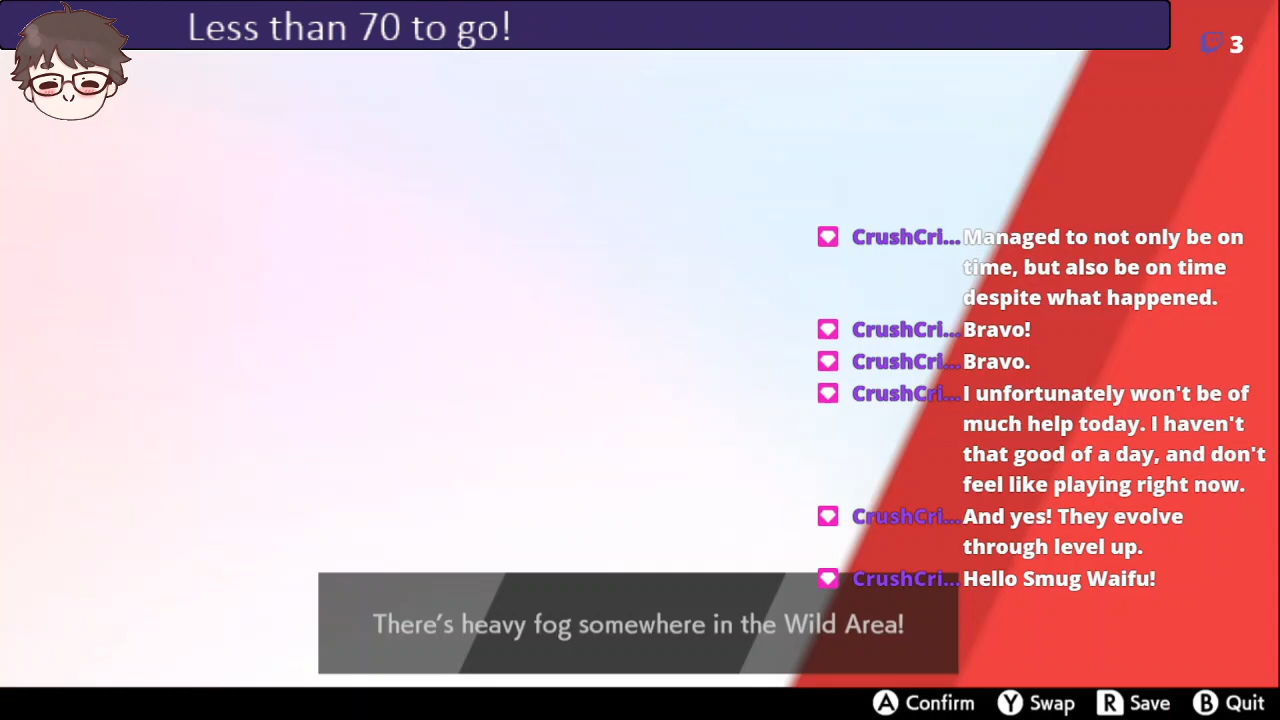 Less than 70 to go!
3
CrushCri... Managed to not only be on
time, but also be on time
despite what happened.
CrushCri... Bravo!
CrushCri... Bravo.
CrushCri... I unfortunately won't be of
much help today. I haven't
that good of a day, and don't
feel like playing right now.
CrushCri... And yes! They evolve
through level up.
CrushCri... Hello Smug Waifu!
There's heavy fog somewhere in the Wild Area!
A Confirm Y Swap R Save B Quit